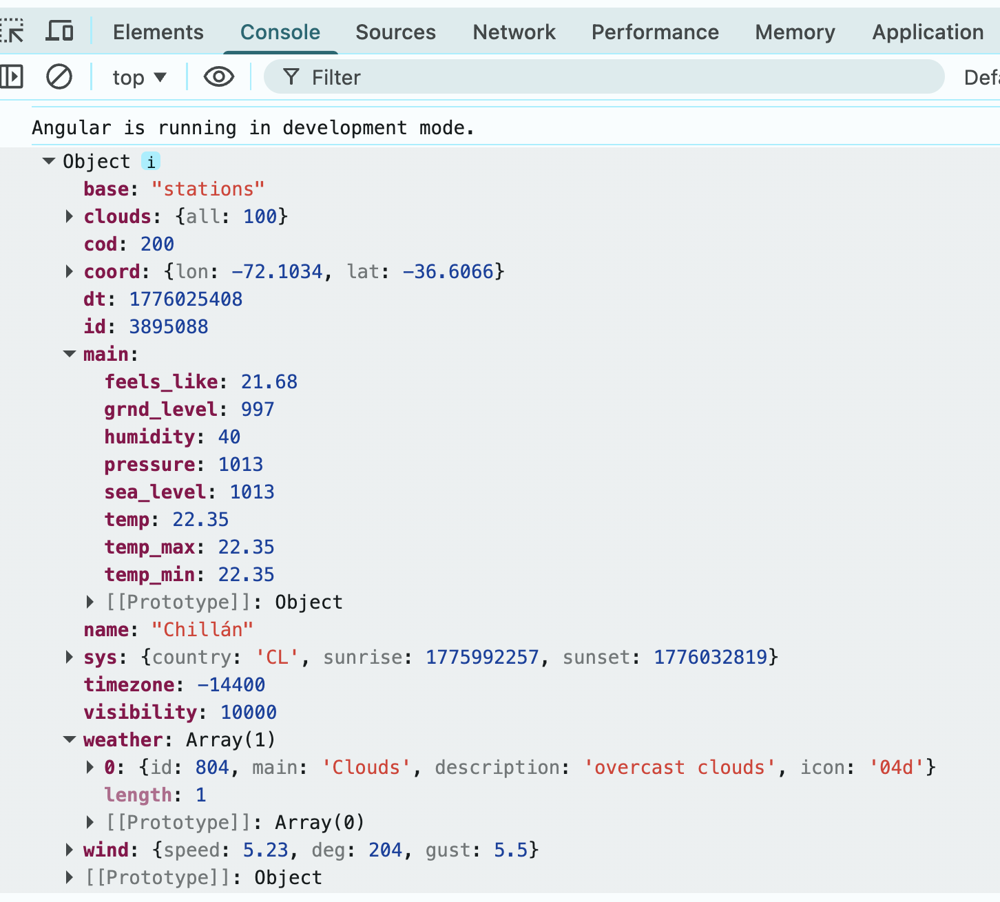 Elements Console Sources Network Performance Memory Application
top Filter
Angular is running in development mode.
Object i
base: "stations"
clouds: {all: 100}
cod: 200
coord: {lon: -72.1034, lat: -36.6066}
dt: 1776025408
id: 3895088
main:
feels_like: 21.68
grnd_level: 997
humidity: 40
pressure: 1013
sea_level: 1013
temp: 22.35
temp_max: 22.35
temp_min: 22.35
[[Prototype]]: Object
name: "Chillán"
sys: {country: 'CL', sunrise: 1775992257, sunset: 1776032819}
timezone: -14400
visibility: 10000
weather: Array(1)
0: {id: 804, main: 'Clouds', description: 'overcast clouds', icon: '04d'}
length: 1
[[Prototype]]: Array(0)
wind: {speed: 5.23, deg: 204, gust: 5.5}
[[Prototype]]: Object